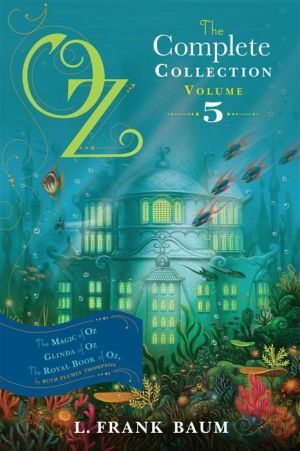 OZ
The
Complete
COLLECTION
VOLUME
5
The MAGIC of OZ
GLINDA of OZ
The ROYAL BOOK of OZ,
by RUTH PLUMLY THOMPSON
L. FRANK BAUM